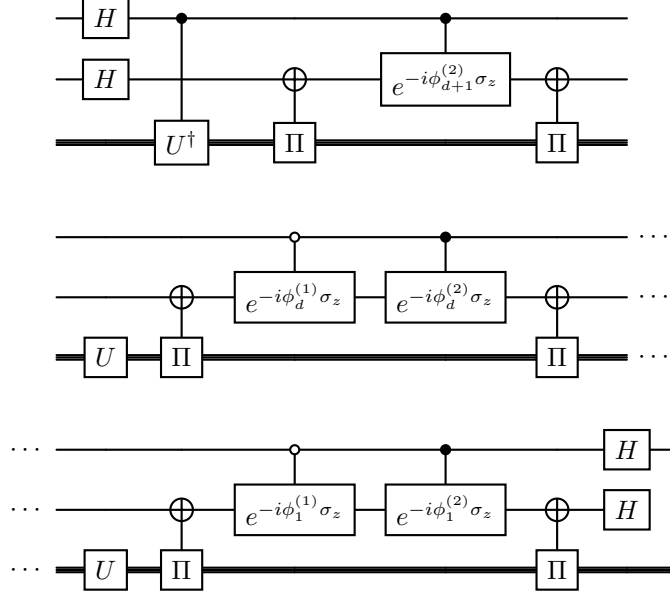 H
H e^{-iϕ_{d+1}^{(2)}σ_z}
U† Π Π
⋯
e^{-iϕ_d^{(1)}σ_z} e^{-iϕ_d^{(2)}σ_z} ⋯
U Π Π ⋯
⋯ H
⋯ e^{-iϕ_1^{(1)}σ_z} e^{-iϕ_1^{(2)}σ_z} H
⋯ U Π Π